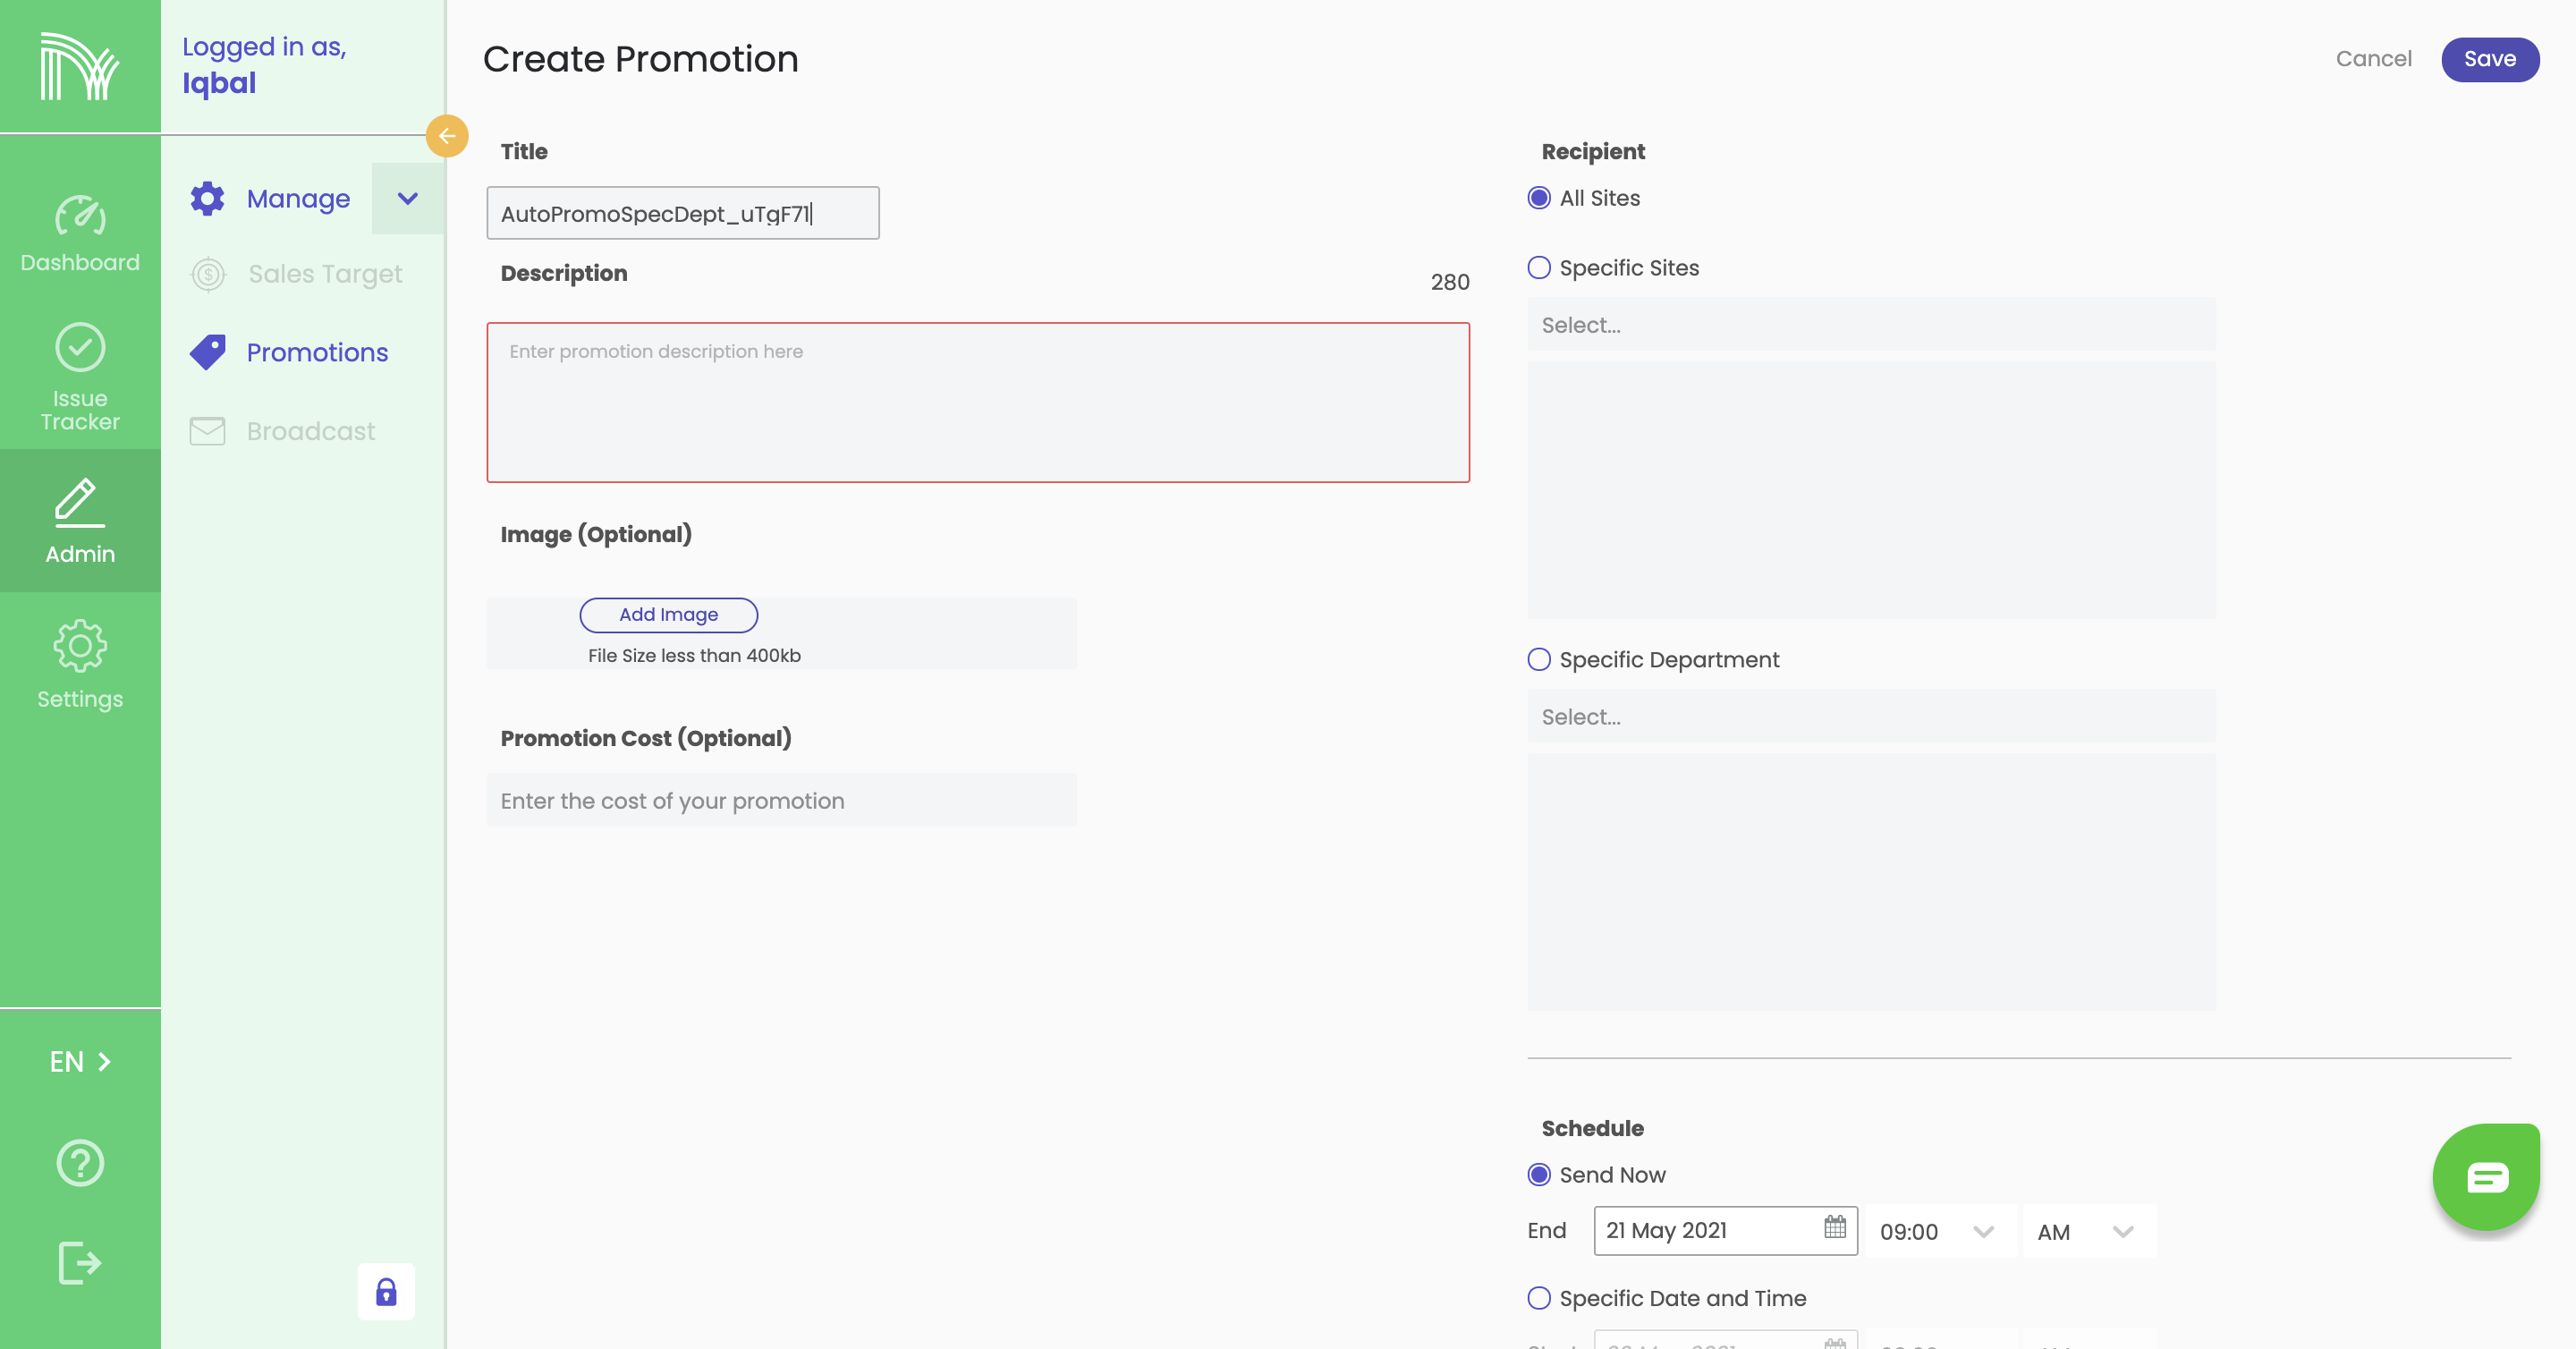 Logged in as,
Iqbal
Dashboard
Issue
Tracker
Admin
Settings
EN
Manage
Sales Target
Promotions
Broadcast
Create Promotion
Cancel
Save
Title
AutoPromoSpecDept_uTgF71
Description
280
Enter promotion description here
Image (Optional)
Add Image
File Size less than 400kb
Promotion Cost (Optional)
Enter the cost of your promotion
Recipient
All Sites
Specific Sites
Select...
Specific Department
Select...
Schedule
Send Now
End 21 May 2021 09:00 AM
Specific Date and Time